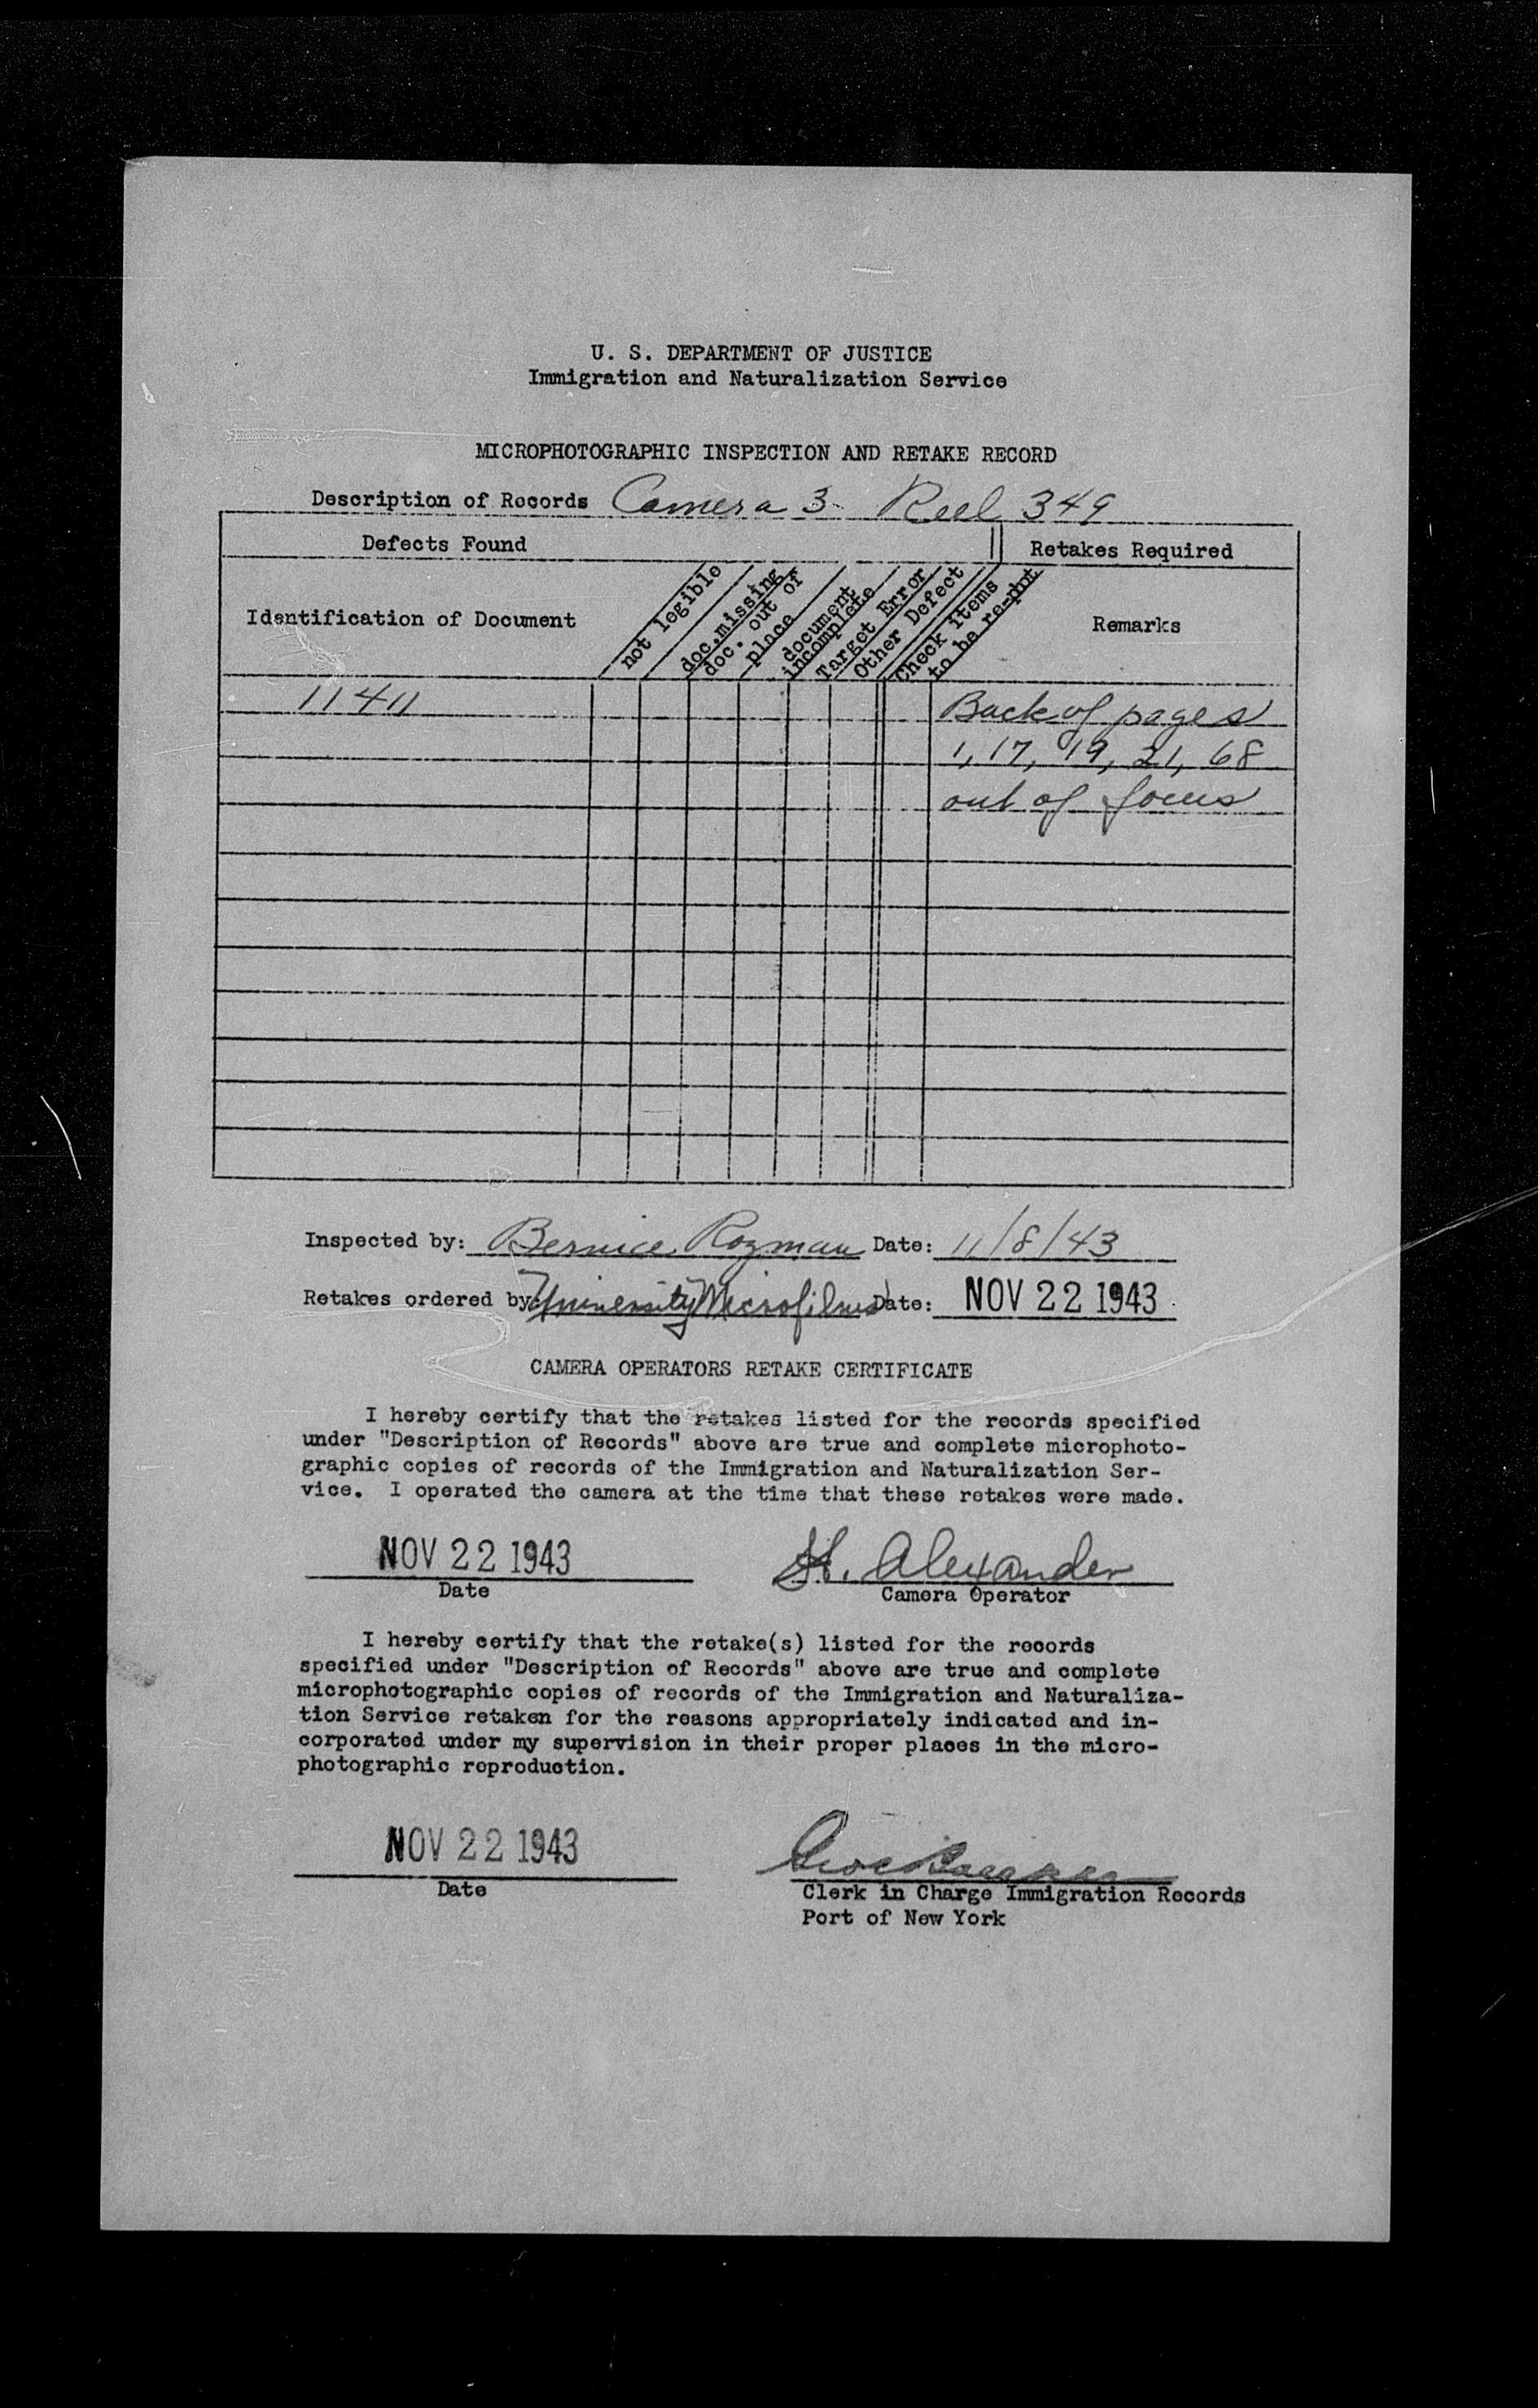 U. S. DEPARTMENT OF JUSTICE
Immigration and Naturalization Service
MICROPHOTOGRAPHIC INSPECTION AND RETAKE RECORD
Description of Records Camera 3 Reel 349
Defects Found
Retakes Required
Identification of Document
not legible
doc. missing
doc. out of
place
document
incomplete
Target Error
Other Defect
Check items
to be re-phot
Remarks
Back of pages
1, 17, 19, 21, 68
out of focus
Inspected by: Bernice Rozman Date: 11/8/43
Retakes ordered by: University Microfilms Date: NOV 22 1943
CAMERA OPERATORS RETAKE CERTIFICATE
I hereby certify that the retakes listed for the records specified
under "Description of Records" above are true and complete microphoto-
graphic copies of records of the Immigration and Naturalization Ser-
vice. I operated the camera at the time that these retakes were made.
NOV 22 1943
H. Alexander
Date
Camera Operator
I hereby certify that the retake(s) listed for the records
specified under "Description of Records" above are true and complete
microphotographic copies of records of the Immigration and Naturaliza-
tion Service retaken for the reasons appropriately indicated and in-
corporated under my supervision in their proper places in the micro-
photographic reproduction.
NOV 22 1943
Date
Clerk in Charge Immigration Records
Port of New York